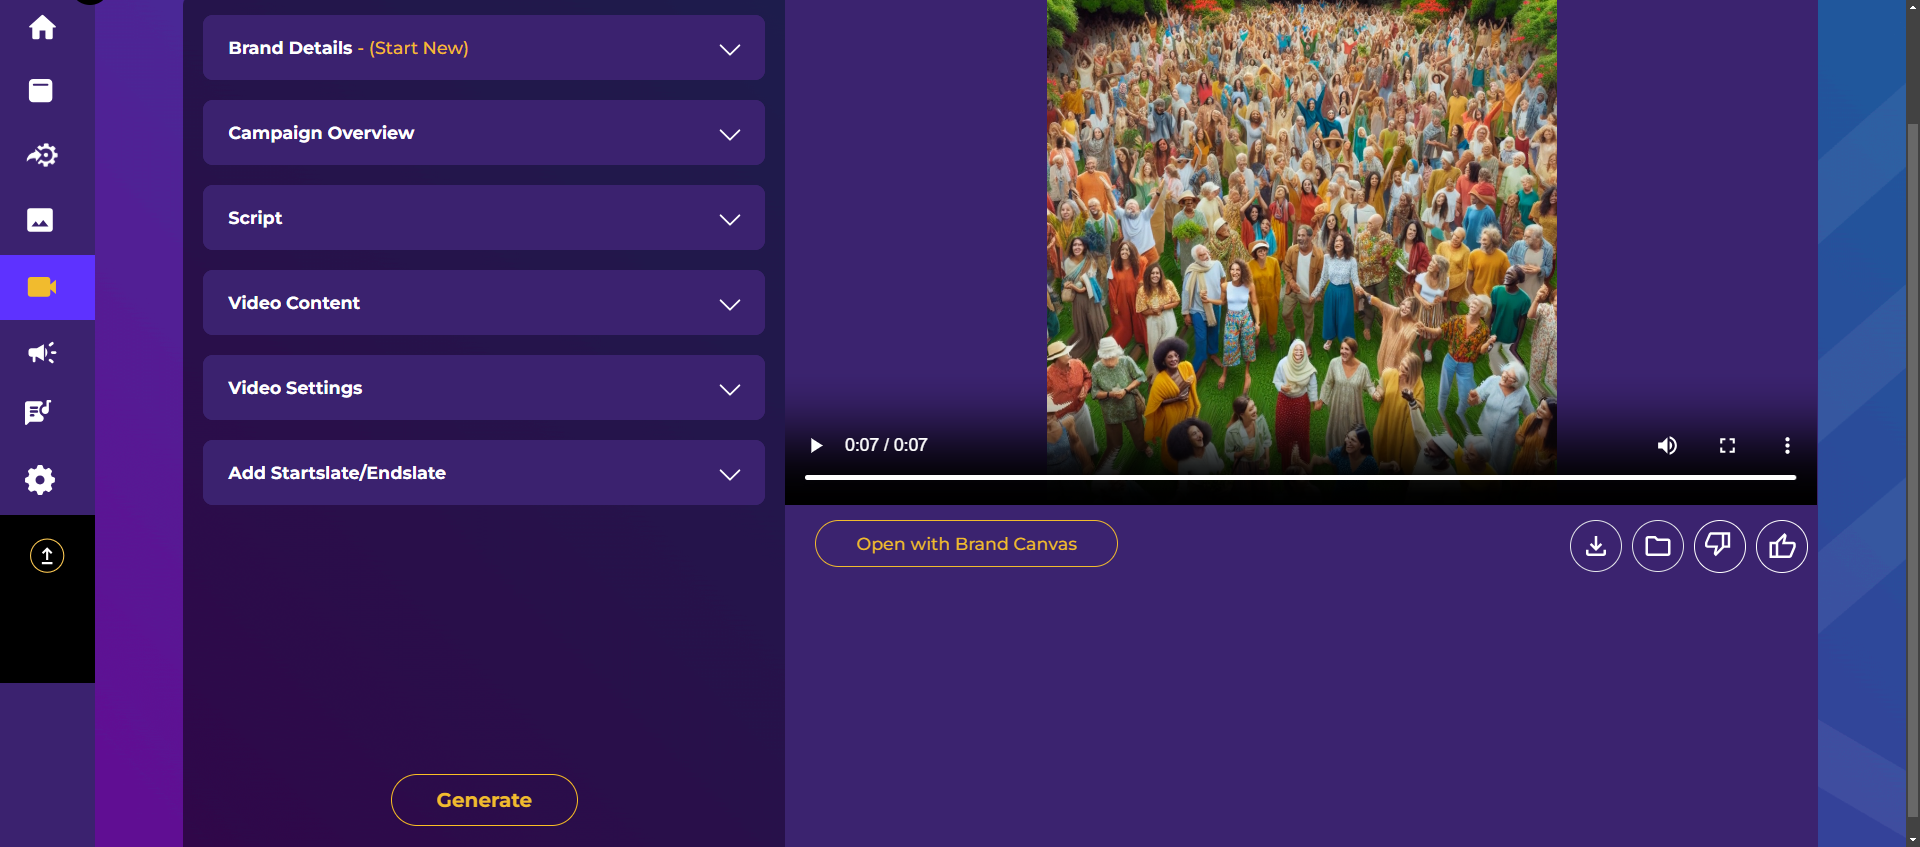 Brand Details - (Start New)
Campaign Overview
Script
Video Content
Video Settings
Add Startslate/Endslate
Generate
0:07 / 0:07
Open with Brand Canvas